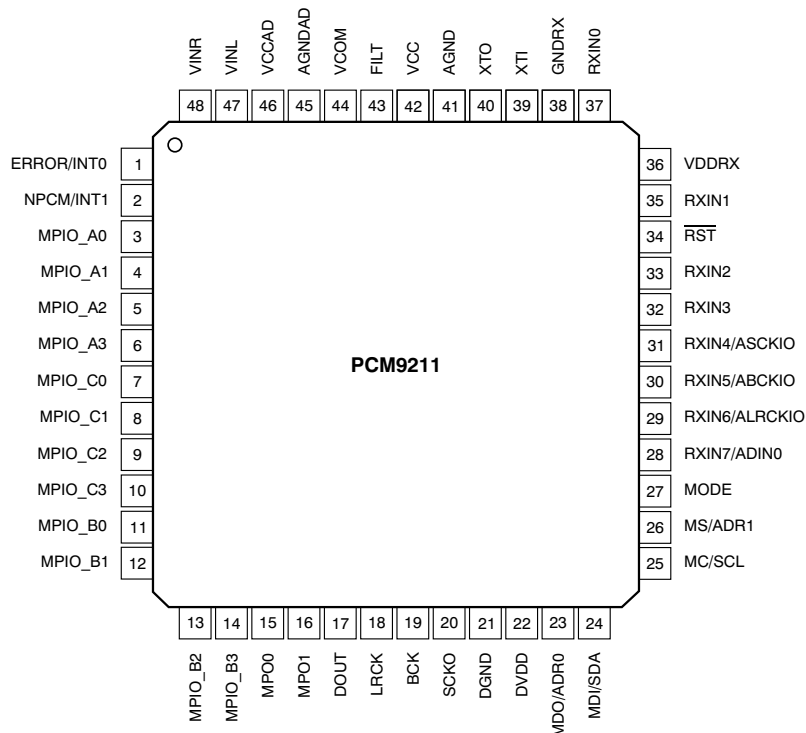 VINR VINL VCCAD AGNDAD VCOM FILT VCC AGND XTO XTI GNDRX RXIN0
48 47 46 45 44 43 42 41 40 39 38 37
ERROR/INT0 1
NPCM/INT1 2
MPIO_A0 3
MPIO_A1 4
MPIO_A2 5
MPIO_A3 6
MPIO_C0 7
MPIO_C1 8
MPIO_C2 9
MPIO_C3 10
MPIO_B0 11
MPIO_B1 12
PCM9211
36 VDDRX
35 RXIN1
34 RST
33 RXIN2
32 RXIN3
31 RXIN4/ASCKIO
30 RXIN5/ABCKIO
29 RXIN6/ALRCKIO
28 RXIN7/ADIN0
27 MODE
26 MS/ADR1
25 MC/SCL
13 14 15 16 17 18 19 20 21 22 23 24
MPIO_B2 MPIO_B3 MPO0 MPO1 DOUT LRCK BCK SCKO DGND DVDD MDO/ADR0 MDI/SDA